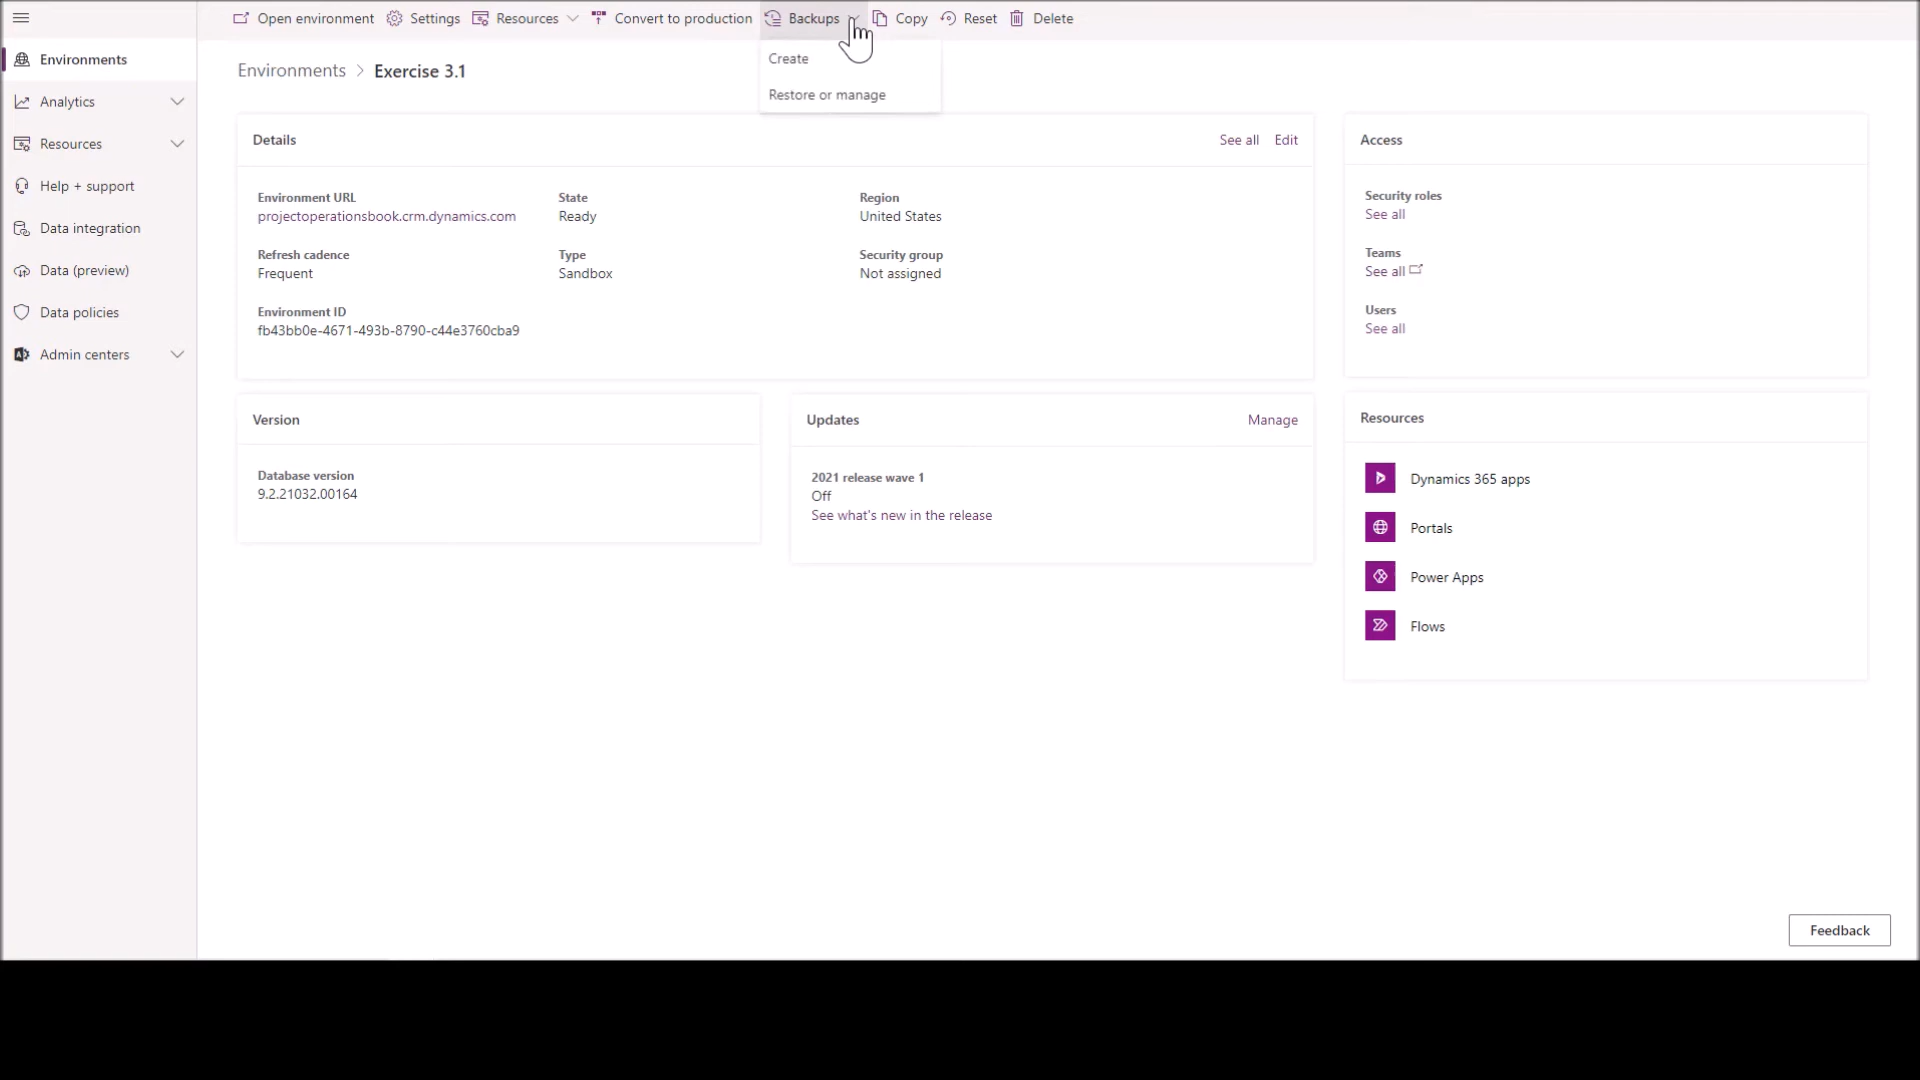 Open environment
Settings
Resources
Convert to production
Backups
Copy
Reset
Delete
Create
Restore or manage
Environments
Analytics
Resources
Help + support
Data integration
Data (preview)
Data policies
Admin centers
Environments > Exercise 3.1
Details
See all
Edit
Environment URL
projectoperationsbook.crm.dynamics.com
State
Ready
Region
United States
Refresh cadence
Frequent
Type
Sandbox
Security group
Not assigned
Environment ID
fb43bb0e-4671-493b-8790-c44e3760cba9
Access
Security roles
See all
Teams
See all
Users
See all
Version
Database version
9.2.21032.00164
Updates
Manage
2021 release wave 1
Off
See what's new in the release
Resources
Dynamics 365 apps
Portals
Power Apps
Flows
Feedback